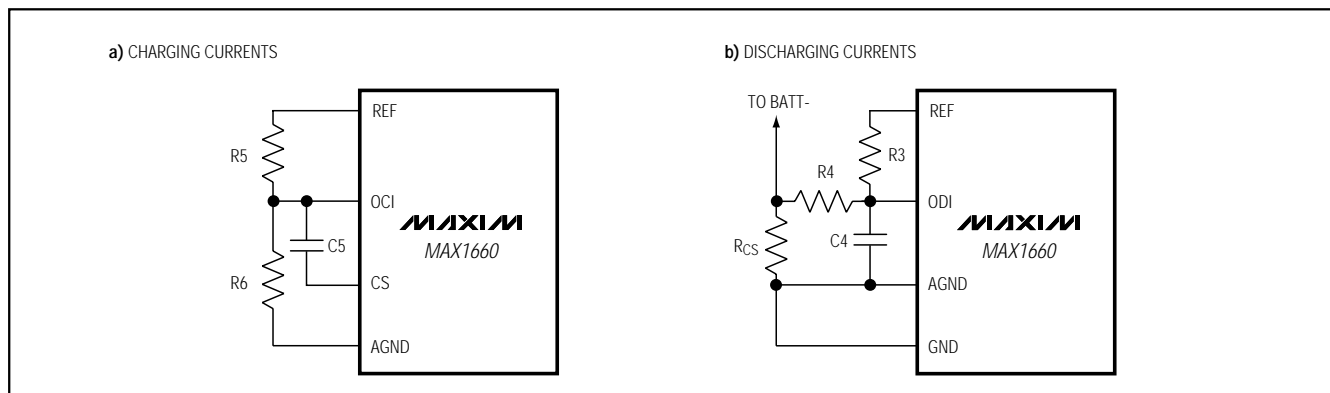 a) CHARGING CURRENTS
REF
R5
OCI
C5
MAXIM
MAX1660
R6
CS
AGND
b) DISCHARGING CURRENTS
TO BATT-
REF
R3
R4
ODI
MAXIM
MAX1660
C4
RCS
AGND
GND